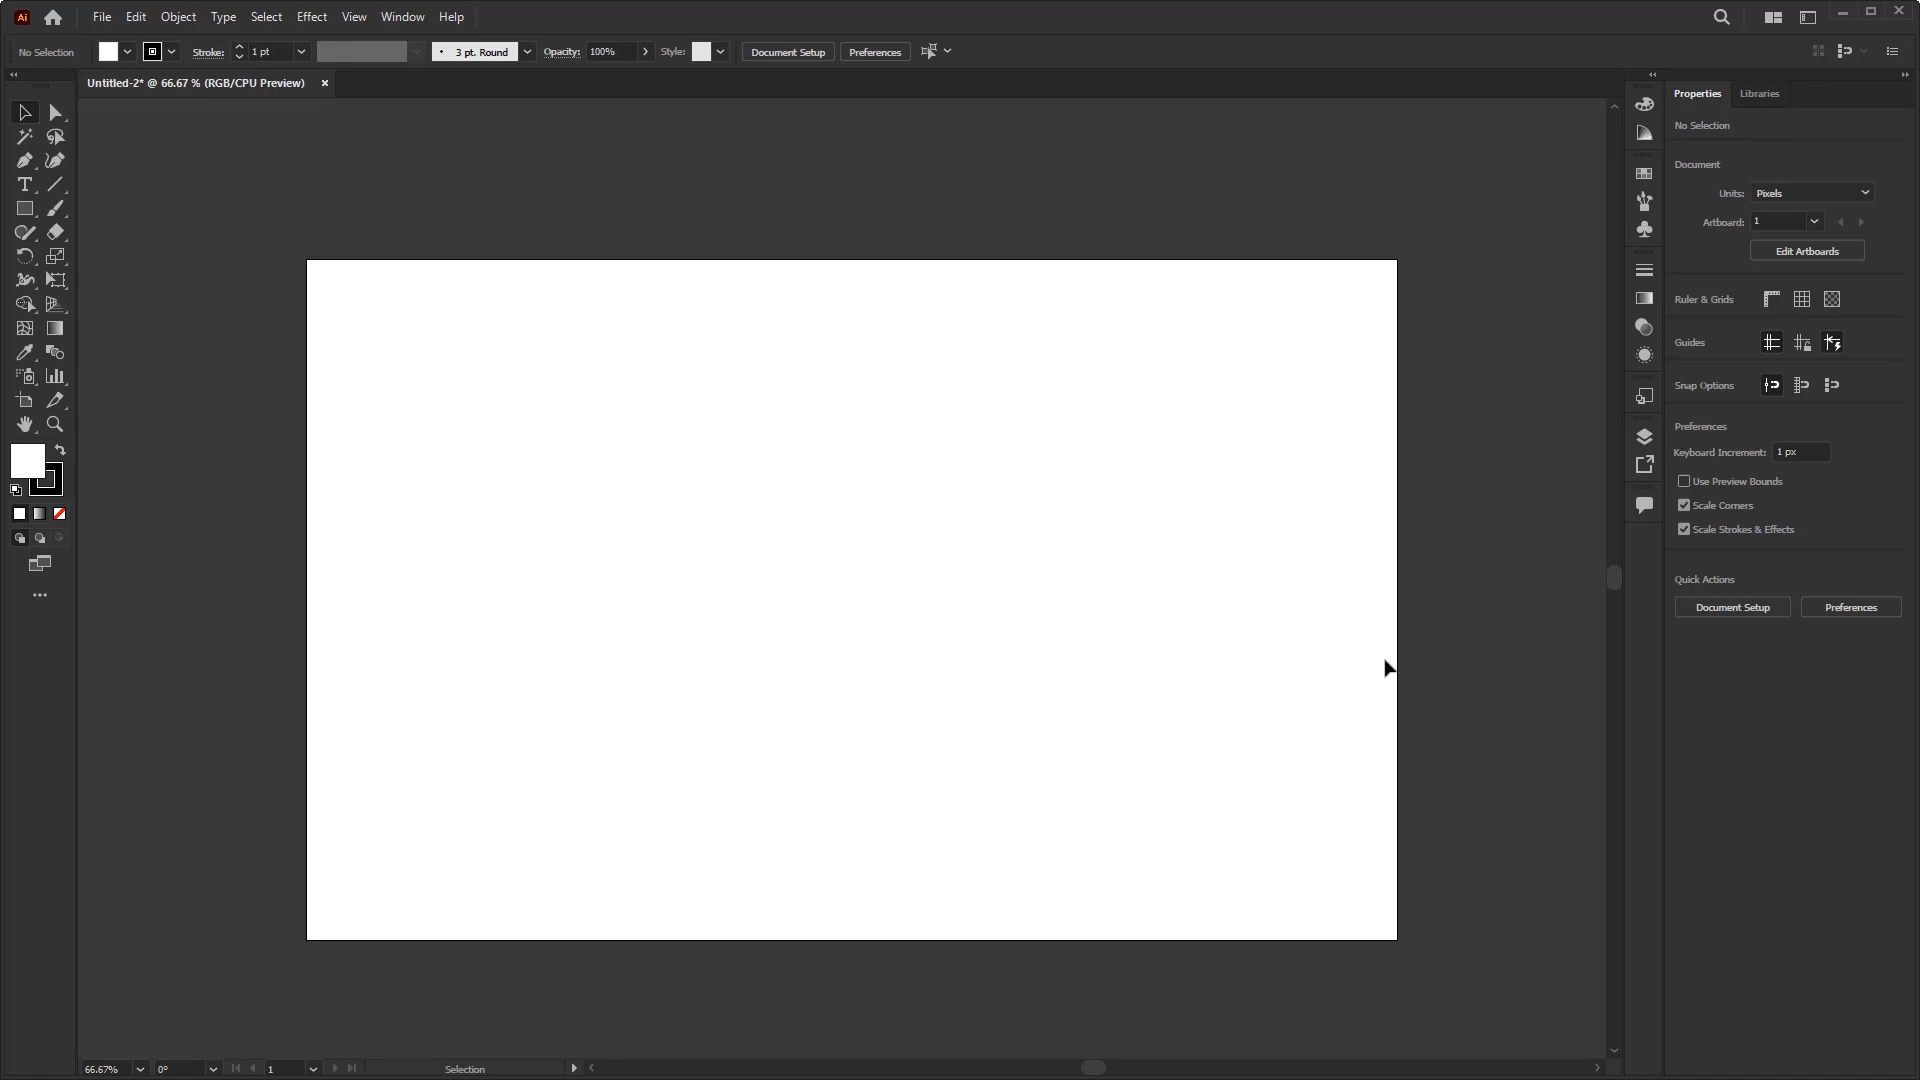 Ai File Edit Object Type Select Effect View Window Help
No Selection Stroke: 1 pt 3 pt. Round Opacity: 100% Style: Document Setup Preferences
Untitled-2* @ 66.67 % (RGB/CPU Preview)
Properties Libraries
No Selection
Document
Units: Pixels
Artboard: 1
Edit Artboards
Ruler & Grids
Guides
Snap Options
Preferences
Keyboard Increment: 1 px
Use Preview Bounds
Scale Corners
Scale Strokes & Effects
Quick Actions
Document Setup Preferences
66.67% 0° 1 Selection